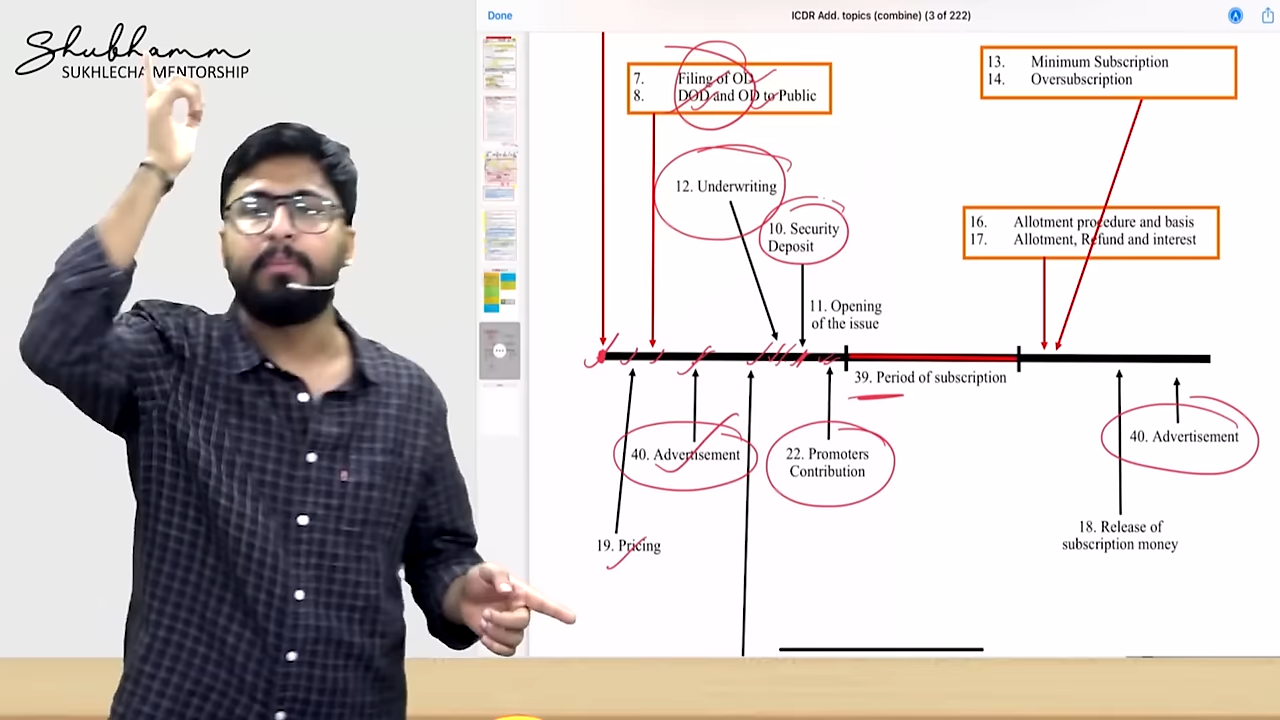 Shubhamm
SUKHLECHA MENTORSHIP
Done
ICDR Add. topics (combine) (3 of 222)
7. Filing of OD
8. DOD and OD to Public
13. Minimum Subscription
14. Oversubscription
12. Underwriting
10. Security
Deposit
16. Allotment procedure and basis
17. Allotment, Refund and interest
11. Opening
of the issue
39. Period of subscription
40. Advertisement
22. Promoters
Contribution
40. Advertisement
19. Pricing
18. Release of
subscription money